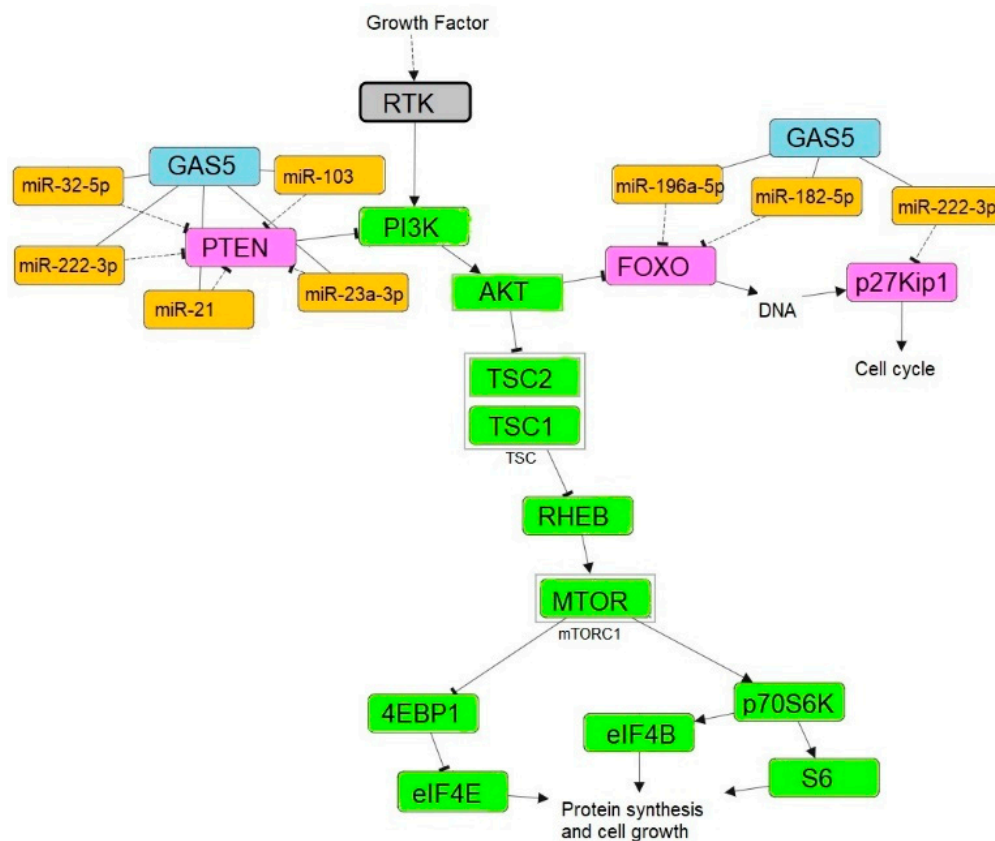 Growth Factor
RTK
GAS5
miR-32-5p
miR-103
PTEN
miR-222-3p
miR-21
miR-23a-3p
PI3K
AKT
GAS5
miR-196a-5p
miR-182-5p
miR-222-3p
FOXO
DNA
p27Kip1
Cell cycle
TSC2
TSC1
TSC
RHEB
MTOR
mTORC1
4EBP1
p70S6K
eIF4B
eIF4E
S6
Protein synthesis
and cell growth